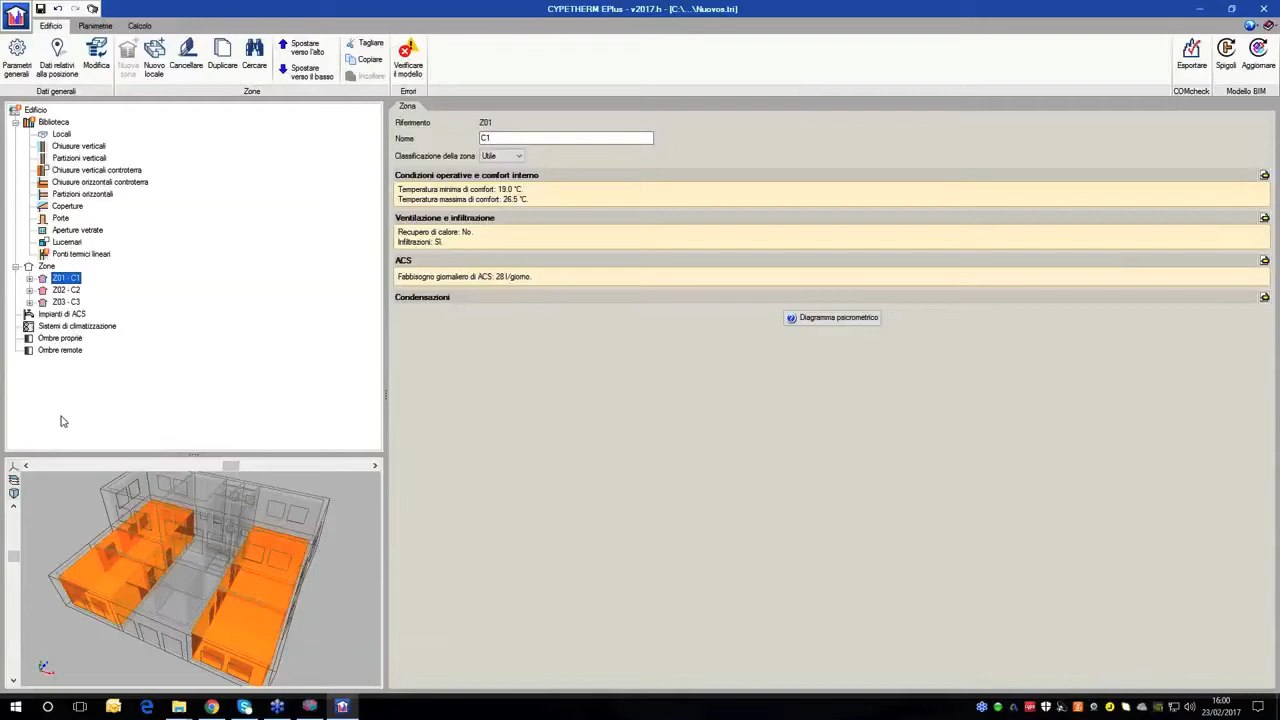 CYPETHERM EPlus - v2017.h - [C:\...\Nuovos.tri]
Edificio Planimetrie Calcolo
Parametri generali
Dati relativi alla posizione
Modifica
Nuova zona
Nuovo locale
Cancellare
Duplicare
Cercare
Spostare verso l'alto
Spostare verso il basso
Tagliare
Copiare
Incollare
Verificare il modello
Esportare
Spigoli
Aggiornare
Dati generali
Zone
Errori
COMcheck
Modello BIM
Edificio
Biblioteca
Locali
Chiusure verticali
Partizioni verticali
Chiusure verticali controterra
Chiusure orizzontali controterra
Partizioni orizzontali
Coperture
Porte
Aperture vetrate
Lucernari
Ponti termici lineari
Zone
Z01 - C1
Z02 - C2
Z03 - C3
Impianti di ACS
Sistemi di climatizzazione
Ombre proprie
Ombre remote
Zona
Riferimento Z01
Nome C1
Classificazione della zona Utile
Condizioni operative e comfort interno
Temperatura minima di comfort: 19.0 °C.
Temperatura massima di comfort: 26.5 °C.
Ventilazione e infiltrazione
Recupero di calore: No.
Infiltrazioni: Sì.
ACS
Fabbisogno giornaliero di ACS: 28 l/giorno.
Condensazioni
Diagramma psicrometrico
16:00
23/02/2017